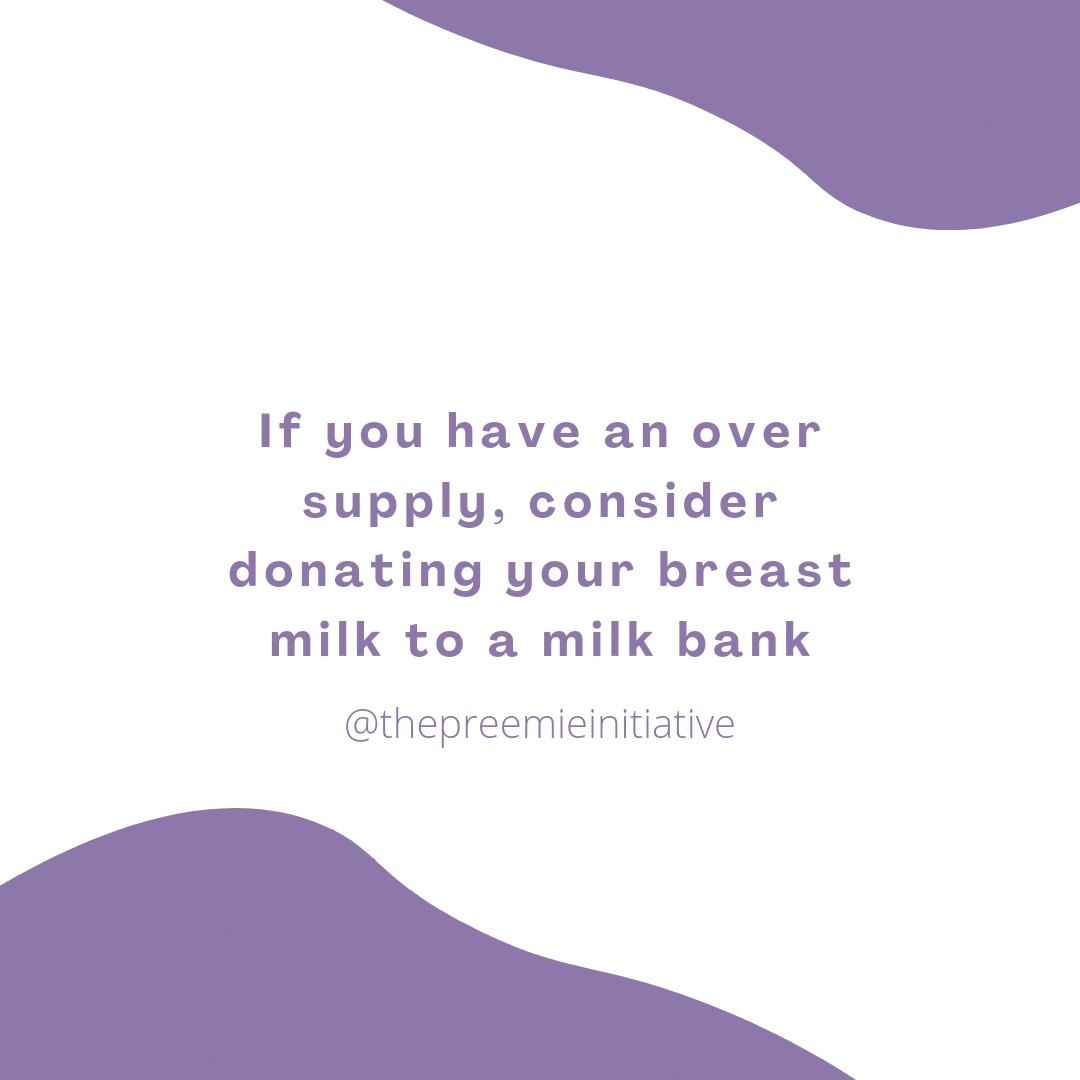 If you have an over
supply, consider
donating your breast
milk to a milk bank
@thepreemieinitiative